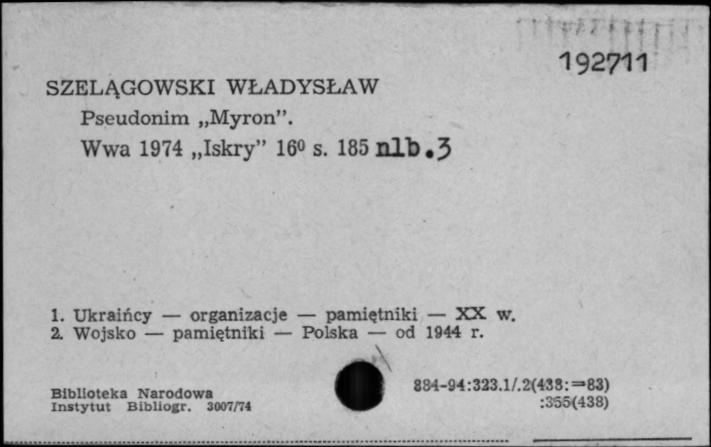 192711
SZELĄGOWSKI WŁADYSŁAW
Pseudonim „Myron”.
Wwa 1974 „Iskry” 16⁰ s. 185 nlb.3
1. Ukraińcy — organizacje — pamiętniki — XX w.
2. Wojsko — pamiętniki — Polska — od 1944 r.
884-94:323.1/.2(438:=83)
Biblioteka Narodowa
:355(438)
Instytut Bibliogr. 3007/74